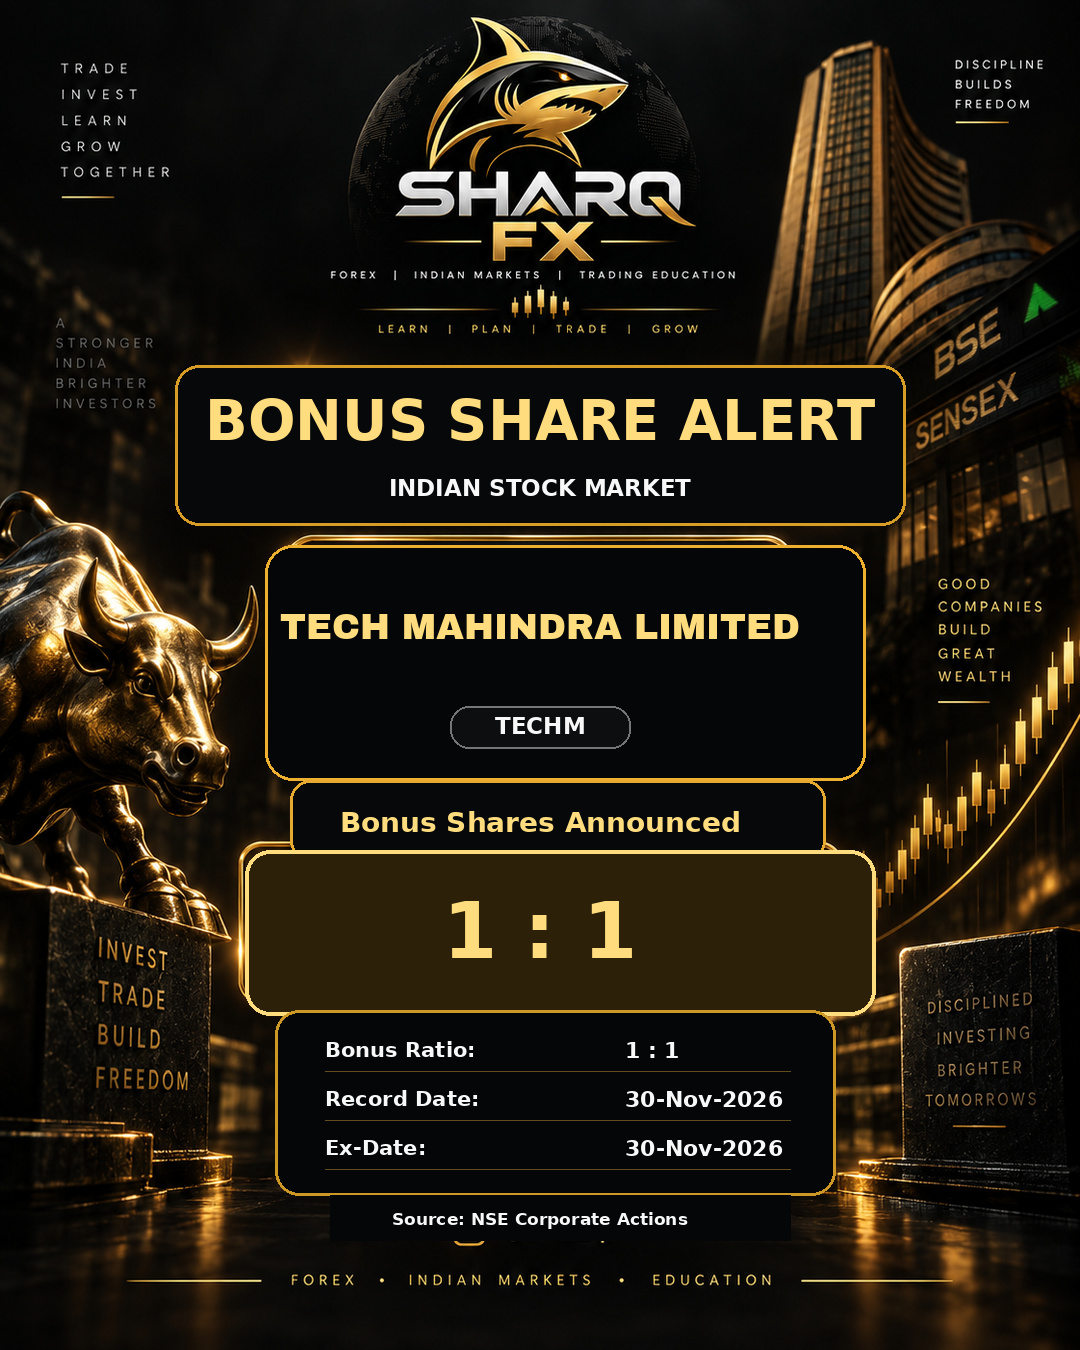 TRADE
INVEST
LEARN
GROW
TOGETHER
DISCIPLINE
BUILDS
FREEDOM
SHARQ
FX
FOREX | INDIAN MARKETS | TRADING EDUCATION
LEARN | PLAN | TRADE | GROW
A
STRONGER
INDIA
BRIGHTER
INVESTORS
BSE
SENSEX
BONUS SHARE ALERT
INDIAN STOCK MARKET
TECH MAHINDRA LIMITED
TECHM
GOOD
COMPANIES
BUILD
GREAT
WEALTH
Bonus Shares Announced
1 : 1
INVEST
TRADE
BUILD
FREEDOM
DISCIPLINED
INVESTING
BRIGHTER
TOMORROWS
Bonus Ratio: 1 : 1
Record Date: 30-Nov-2026
Ex-Date: 30-Nov-2026
Source: NSE Corporate Actions
FOREX • INDIAN MARKETS • EDUCATION